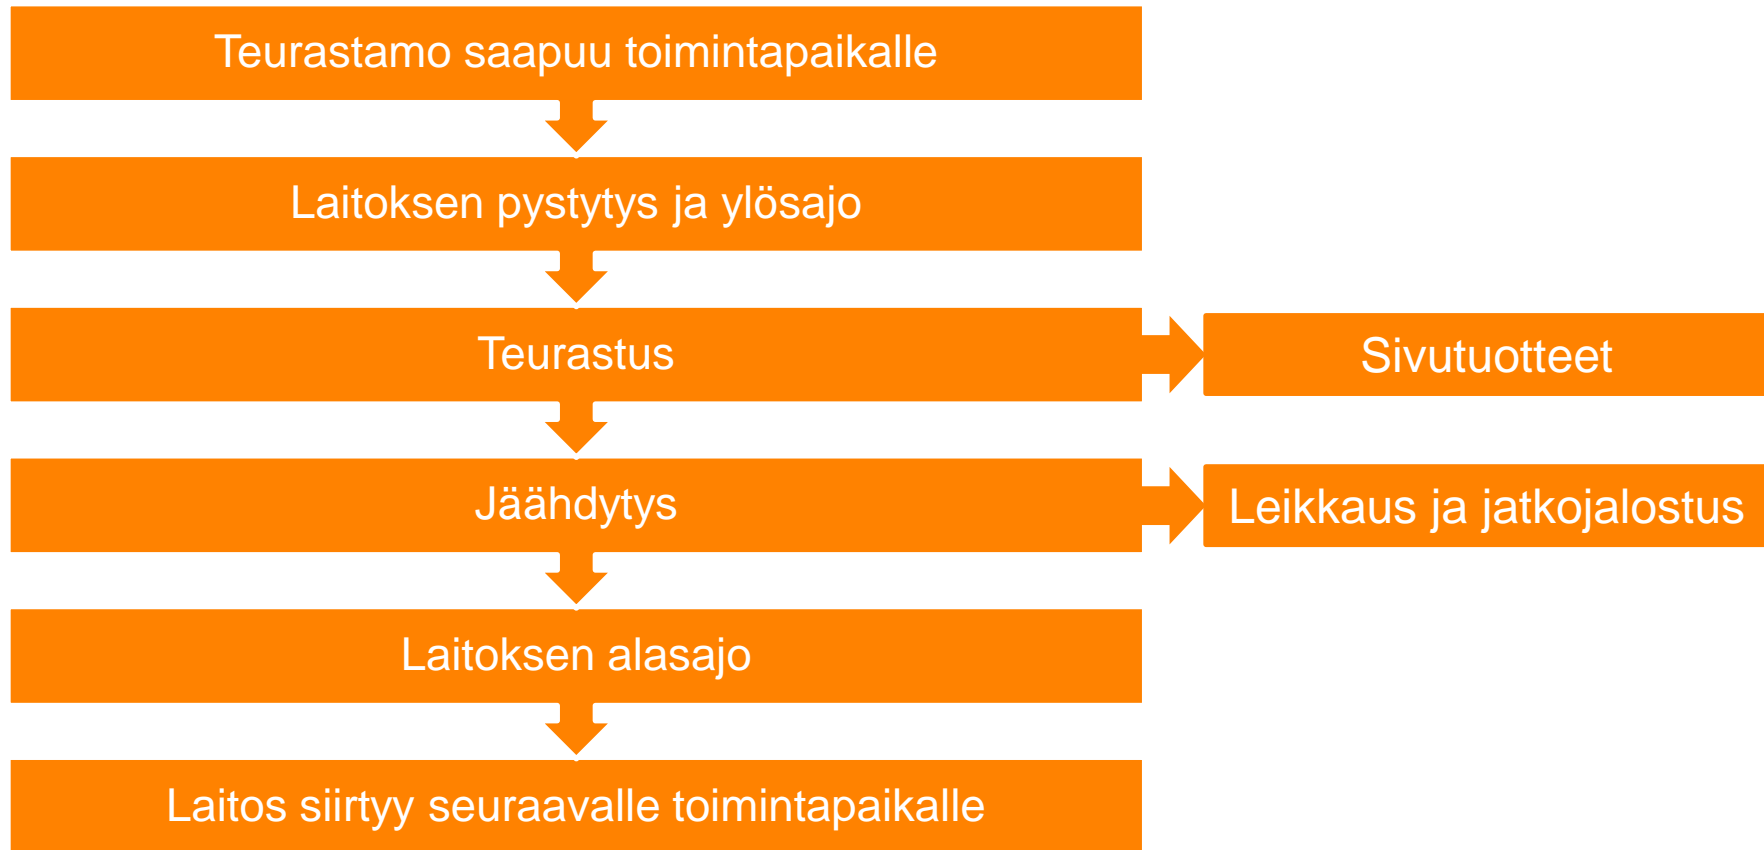 Teurastamo saapuu toimintapaikalle
Laitoksen pystytys ja ylösajo
Teurastus
Sivutuotteet
Jäähdytys
Leikkaus ja jatkojalostus
Laitoksen alasajo
Laitos siirtyy seuraavalle toimintapaikalle